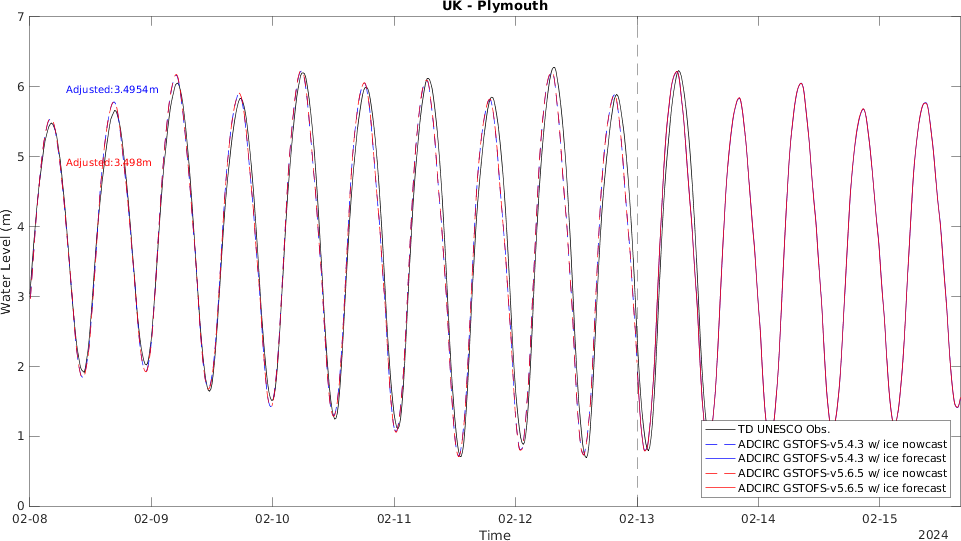 UK - Plymouth
7
6
5
4
3
2
1
0
Water Level (m)
Adjusted:3.4954m
Adjusted:3.498m
TD UNESCO Obs.
ADCIRC GSTOFS-v5.4.3 w/ ice nowcast
ADCIRC GSTOFS-v5.4.3 w/ ice forecast
ADCIRC GSTOFS-v5.6.5 w/ ice nowcast
ADCIRC GSTOFS-v5.6.5 w/ ice forecast
02-08 02-09 02-10 02-11 02-12 02-13 02-14 02-15
Time
2024